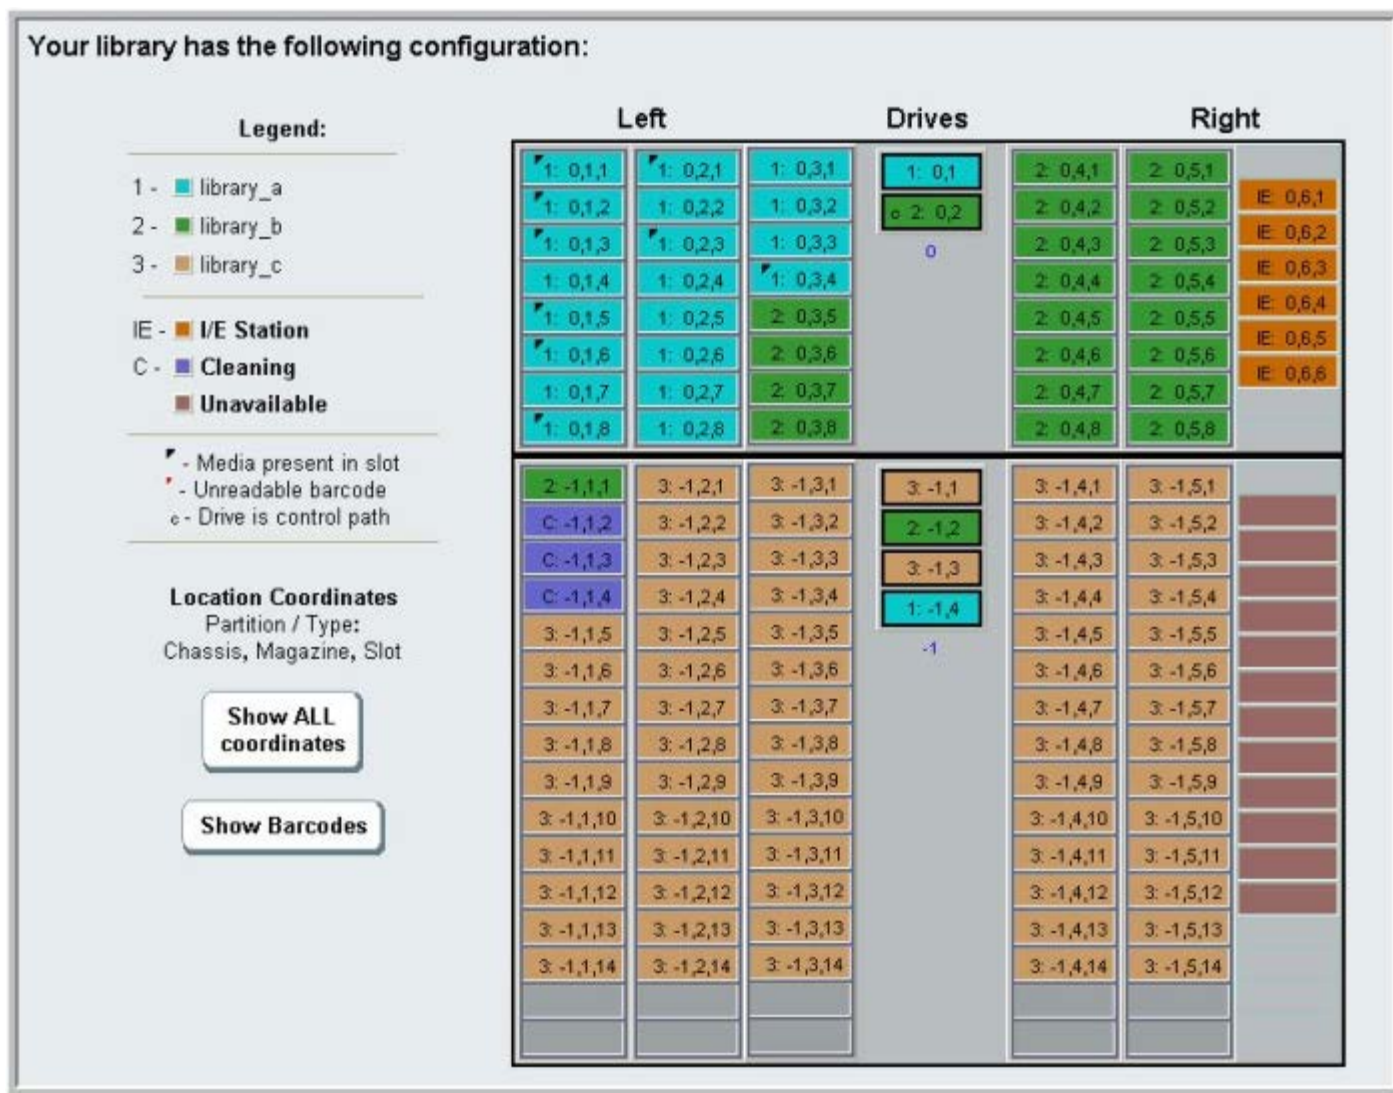 Your library has the following configuration:
Legend:
1 - library_a
2 - library_b
3 - library_c
IE - I/E Station
C - Cleaning
Unavailable
- Media present in slot
- Unreadable barcode
c - Drive is control path
Location Coordinates
Partition / Type:
Chassis, Magazine, Slot
Show ALL
coordinates
Show Barcodes
Left Drives Right
1: 0,1,1 1: 0,2,1 1: 0,3,1 1: 0,1 2: 0,4,1 2: 0,5,1 IE: 0,6,1
1: 0,1,2 1: 0,2,2 1: 0,3,2 c 2: 0,2 2: 0,4,2 2: 0,5,2 IE: 0,6,2
1: 0,1,3 1: 0,2,3 1: 0,3,3 0 2: 0,4,3 2: 0,5,3 IE: 0,6,3
1: 0,1,4 1: 0,2,4 1: 0,3,4 2: 0,4,4 2: 0,5,4 IE: 0,6,4
1: 0,1,5 1: 0,2,5 2: 0,3,5 2: 0,4,5 2: 0,5,5 IE: 0,6,5
1: 0,1,6 1: 0,2,6 2: 0,3,6 2: 0,4,6 2: 0,5,6 IE: 0,6,6
1: 0,1,7 1: 0,2,7 2: 0,3,7 2: 0,4,7 2: 0,5,7
1: 0,1,8 1: 0,2,8 2: 0,3,8 2: 0,4,8 2: 0,5,8
2: -1,1,1 3: -1,2,1 3: -1,3,1 3: -1,1 3: -1,4,1 3: -1,5,1
C: -1,1,2 3: -1,2,2 3: -1,3,2 2: -1,2 3: -1,4,2 3: -1,5,2
C: -1,1,3 3: -1,2,3 3: -1,3,3 3: -1,3 3: -1,4,3 3: -1,5,3
C: -1,1,4 3: -1,2,4 3: -1,3,4 1: -1,4 3: -1,4,4 3: -1,5,4
3: -1,1,5 3: -1,2,5 3: -1,3,5 -1 3: -1,4,5 3: -1,5,5
3: -1,1,6 3: -1,2,6 3: -1,3,6 3: -1,4,6 3: -1,5,6
3: -1,1,7 3: -1,2,7 3: -1,3,7 3: -1,4,7 3: -1,5,7
3: -1,1,8 3: -1,2,8 3: -1,3,8 3: -1,4,8 3: -1,5,8
3: -1,1,9 3: -1,2,9 3: -1,3,9 3: -1,4,9 3: -1,5,9
3: -1,1,10 3: -1,2,10 3: -1,3,10 3: -1,4,10 3: -1,5,10
3: -1,1,11 3: -1,2,11 3: -1,3,11 3: -1,4,11 3: -1,5,11
3: -1,1,12 3: -1,2,12 3: -1,3,12 3: -1,4,12 3: -1,5,12
3: -1,1,13 3: -1,2,13 3: -1,3,13 3: -1,4,13 3: -1,5,13
3: -1,1,14 3: -1,2,14 3: -1,3,14 3: -1,4,14 3: -1,5,14